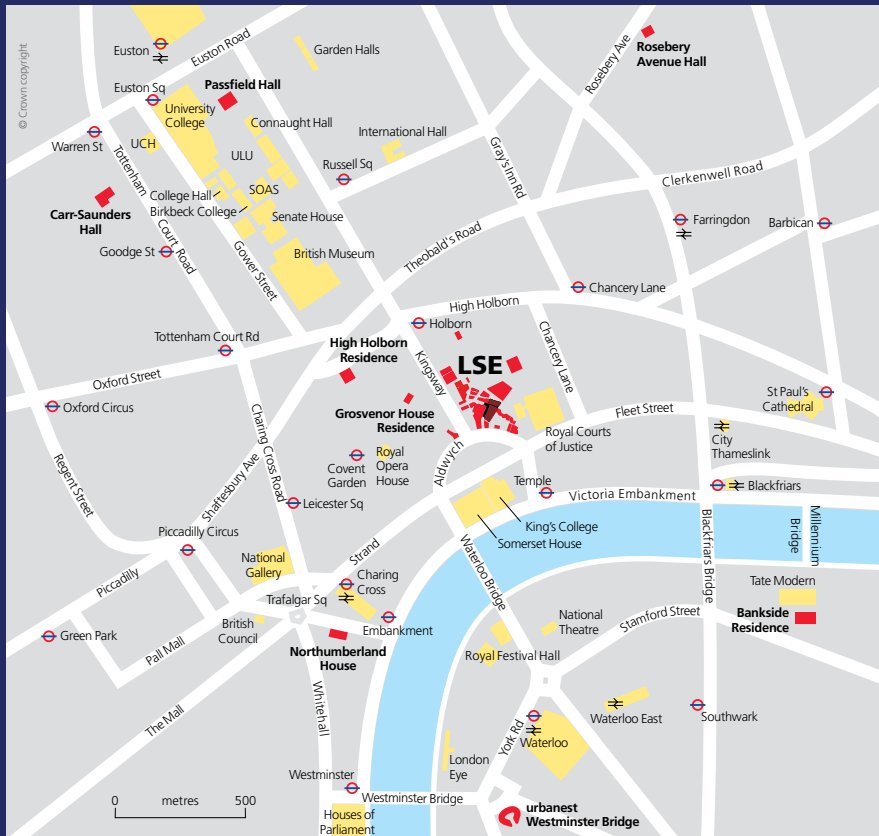 © Crown copyright
Euston
Euston Road
Garden Halls
Rosebery
Avenue Hall
Rosebery Ave
Euston Sq
Passfield Hall
University
College
Connaught Hall
International Hall
Warren St
UCH
ULU
Russell Sq
Gray's Inn Rd
Tottenham
Court Road
SOAS
College Hall
Birkbeck College
Clerkenwell Road
Carr-Saunders
Hall
Senate House
Farringdon
Barbican
Goodge St
Gower Street
British Museum
Theobald's Road
Chancery Lane
High Holborn
Holborn
Tottenham Court Rd
High Holborn
Residence
Kingsway
LSE
Chancery Lane
Oxford Street
Oxford Circus
St Paul's
Cathedral
Grosvenor House
Residence
Fleet Street
Charing Cross Road
Royal Courts
of Justice
City
Thameslink
Regent Street
Shaftesbury Ave
Covent
Garden
Royal
Opera
House
Aldwych
Temple
Victoria Embankment
Blackfriars
Leicester Sq
King's College
Somerset House
Blackfriars Bridge
Millennium
Bridge
Piccadilly Circus
Strand
Waterloo Bridge
National
Gallery
Charing
Cross
Piccadilly
Trafalgar Sq
Tate Modern
Bankside
Residence
Green Park
Pall Mall
British
Council
Embankment
National
Theatre
Stamford Street
Northumberland
House
Royal Festival Hall
The Mall
Whitehall
Waterloo East
Southwark
York Rd
Waterloo
London
Eye
Westminster
0 metres 500
Westminster Bridge
Houses of
Parliament
urbanest
Westminster Bridge